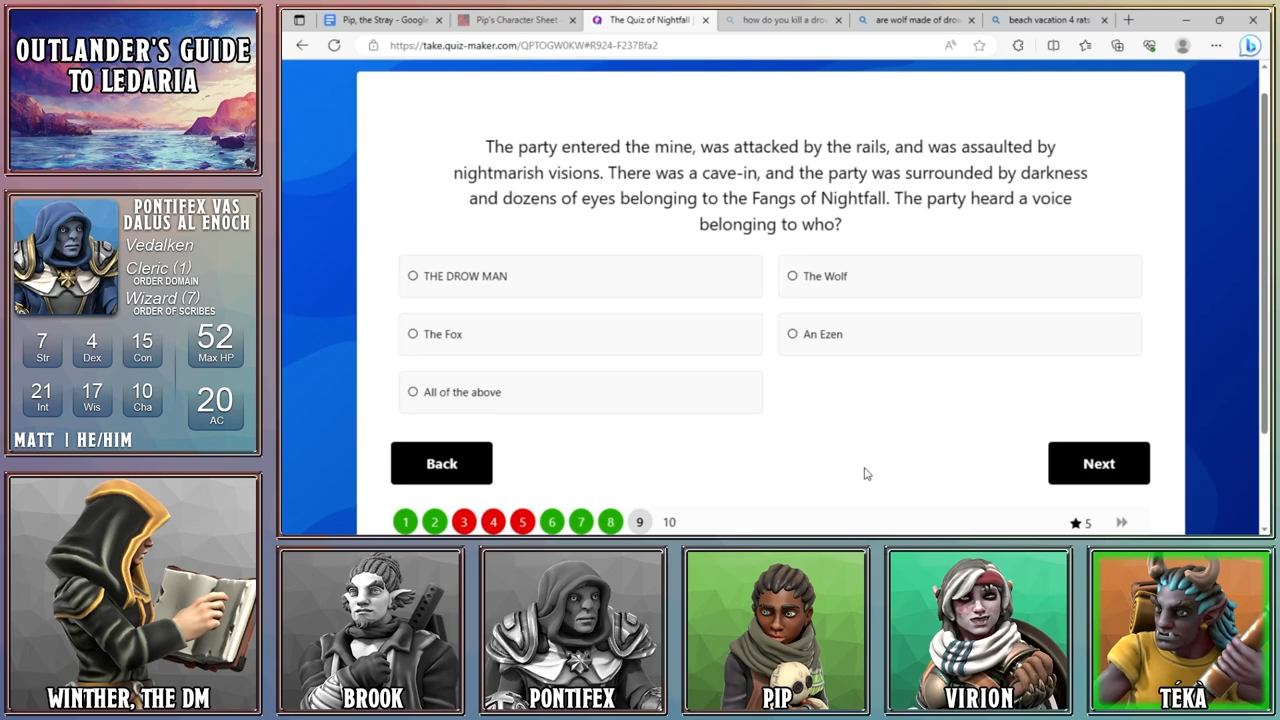 OUTLANDER'S GUIDE
TO LEDARIA
PONTIFEX VAS
DALUS AL ENOCH
Vedalken
Cleric (1)
ORDER DOMAIN
Wizard (7)
ORDER OF SCRIBES
7
Str
4
Dex
15
Con
52
Max HP
21
Int
17
Wis
10
Cha
20
AC
MATT | HE/HIM
WINTHER, THE DM
Pip, the Stray - Google
Pip's Character Sheet
The Quiz of Nightfall
how do you kill a drow
are wolf made of drow
beach vacation 4 rats
https://take.quiz-maker.com/QPTOGW0KW#R924-F2378fa2
The party entered the mine, was attacked by the rails, and was assaulted by
nightmarish visions. There was a cave-in, and the party was surrounded by darkness
and dozens of eyes belonging to the Fangs of Nightfall. The party heard a voice
belonging to who?
THE DROW MAN
The Wolf
The Fox
An Ezen
All of the above
Back
Next
1 2 3 4 5 6 7 8 9 10
★ 5
BROOK
PONTIFEX
PIP
VIRION
TÉKÀ